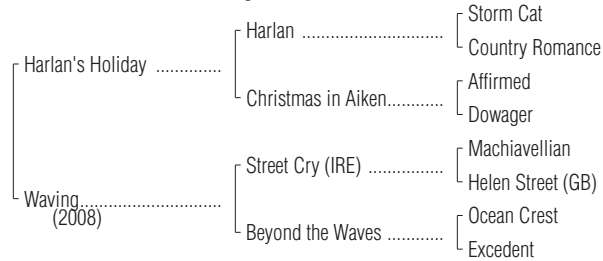 Storm Cat
Harlan ........................
Country Romance
Harlan's Holiday ..............
Affirmed
Christmas in Aiken............
Dowager
Machiavellian
Street Cry (IRE) ................
Helen Street (GB)
Waving..............................
(2008)
Ocean Crest
Beyond the Waves ............
Excedent